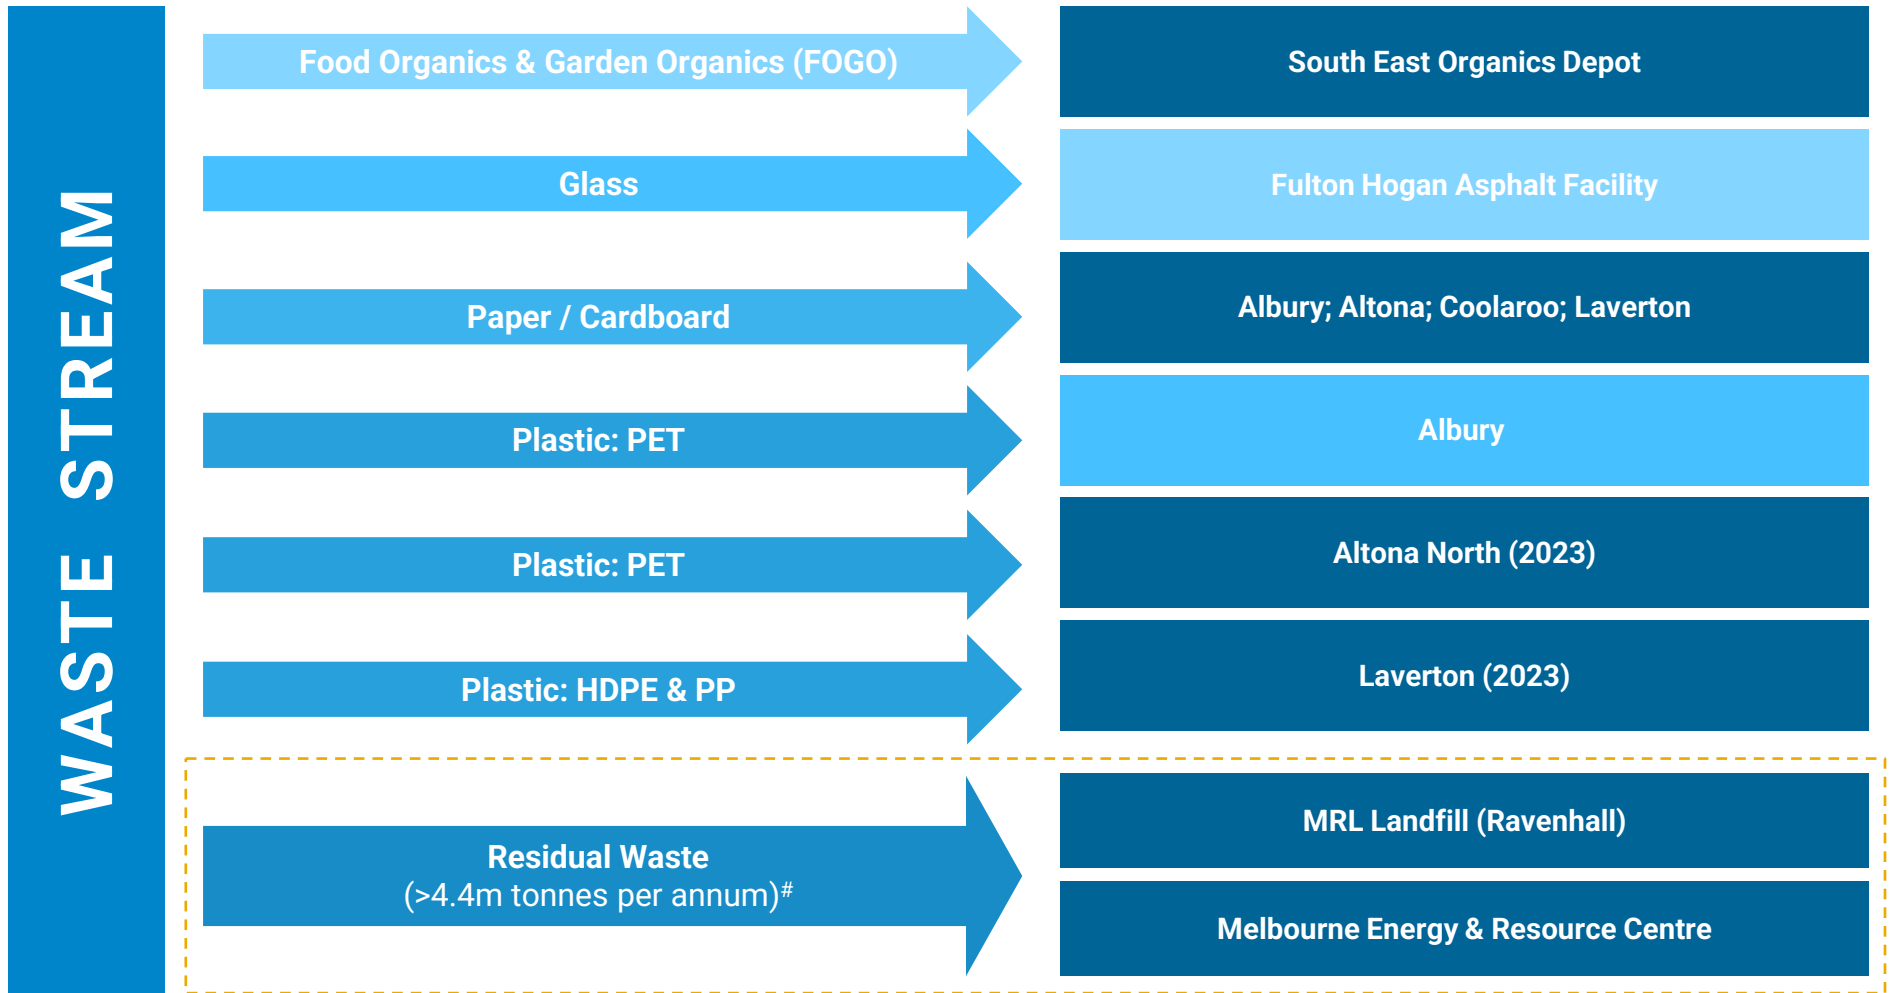 WASTE STREAM
Food Organics & Garden Organics (FOGO)
South East Organics Depot
Glass
Fulton Hogan Asphalt Facility
Paper / Cardboard
Albury; Altona; Coolaroo; Laverton
Plastic: PET
Albury
Plastic: PET
Altona North (2023)
Plastic: HDPE & PP
Laverton (2023)
Residual Waste
(>4.4m tonnes per annum)#
MRL Landfill (Ravenhall)
Melbourne Energy & Resource Centre